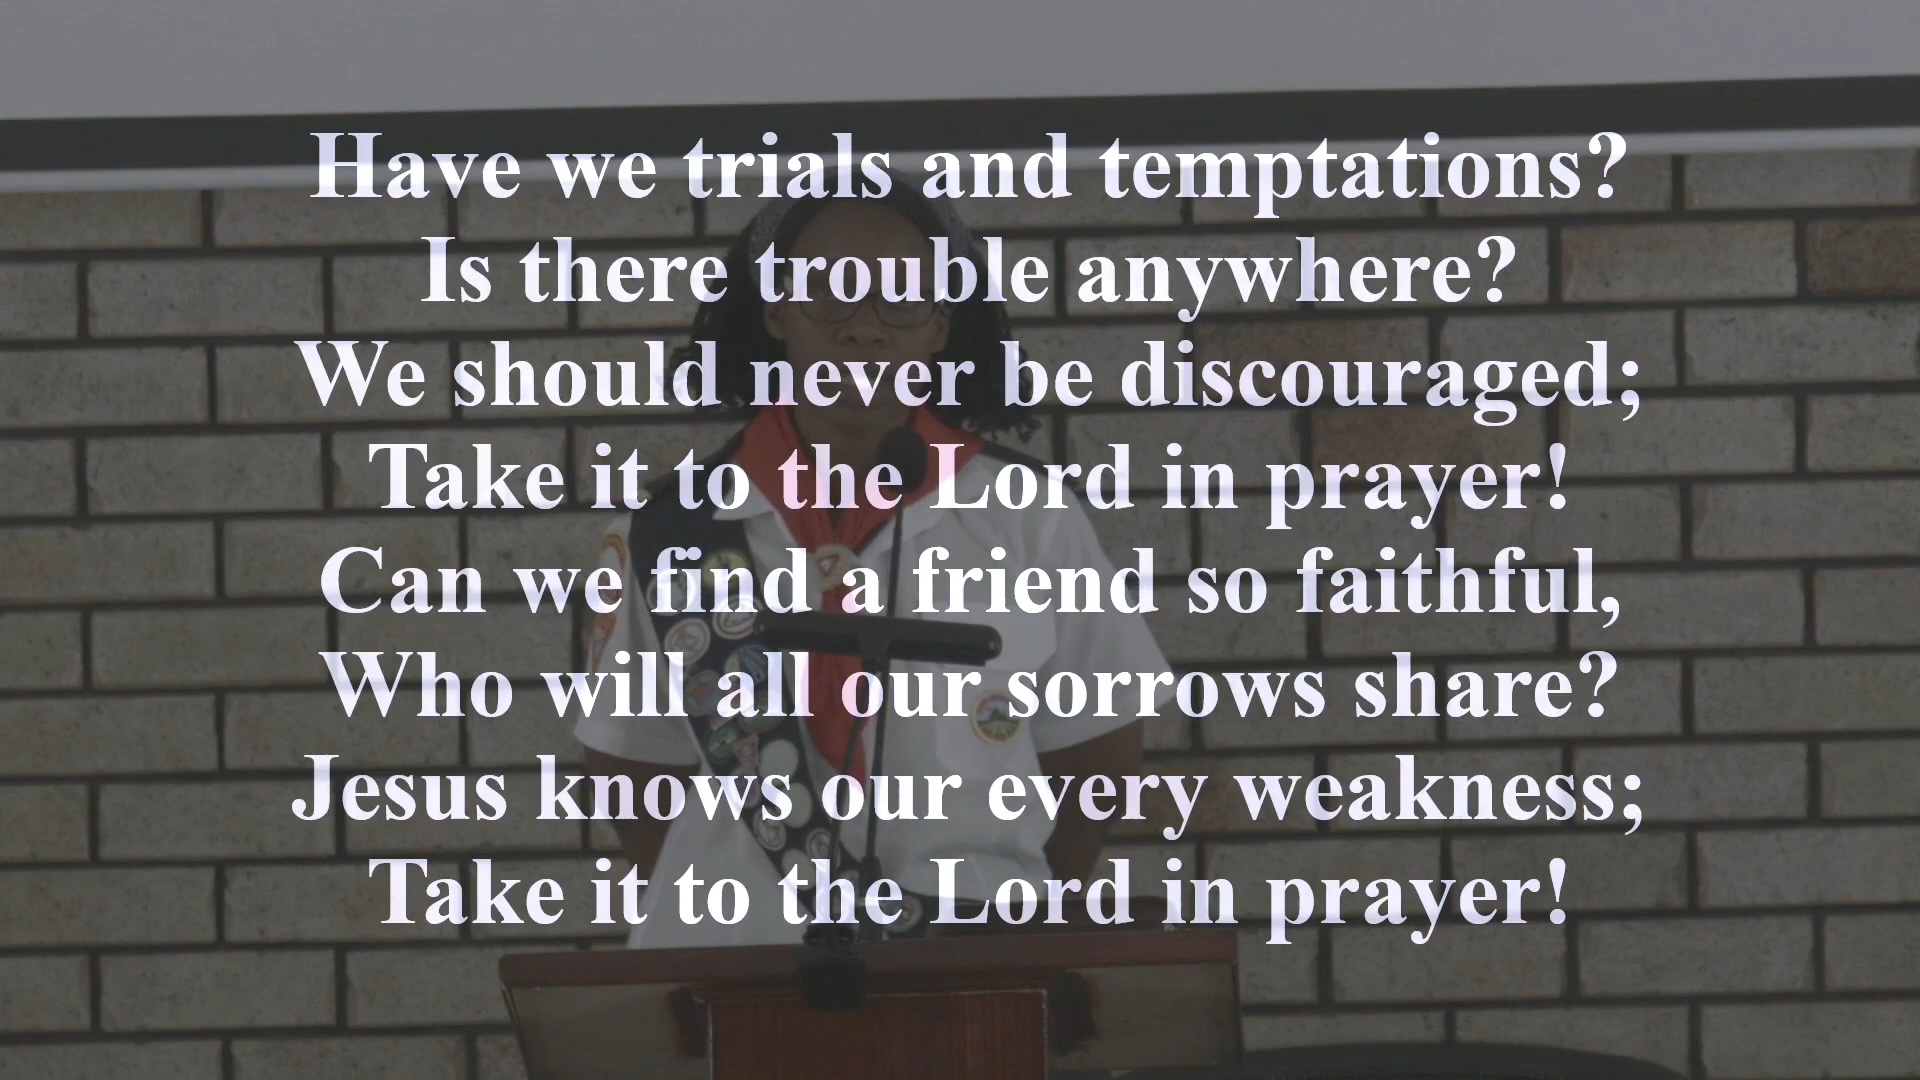 Have we trials and temptations?
Is there trouble anywhere?
We should never be discouraged;
Take it to the Lord in prayer!
Can we find a friend so faithful,
Who will all our sorrows share?
Jesus knows our every weakness;
Take it to the Lord in prayer!